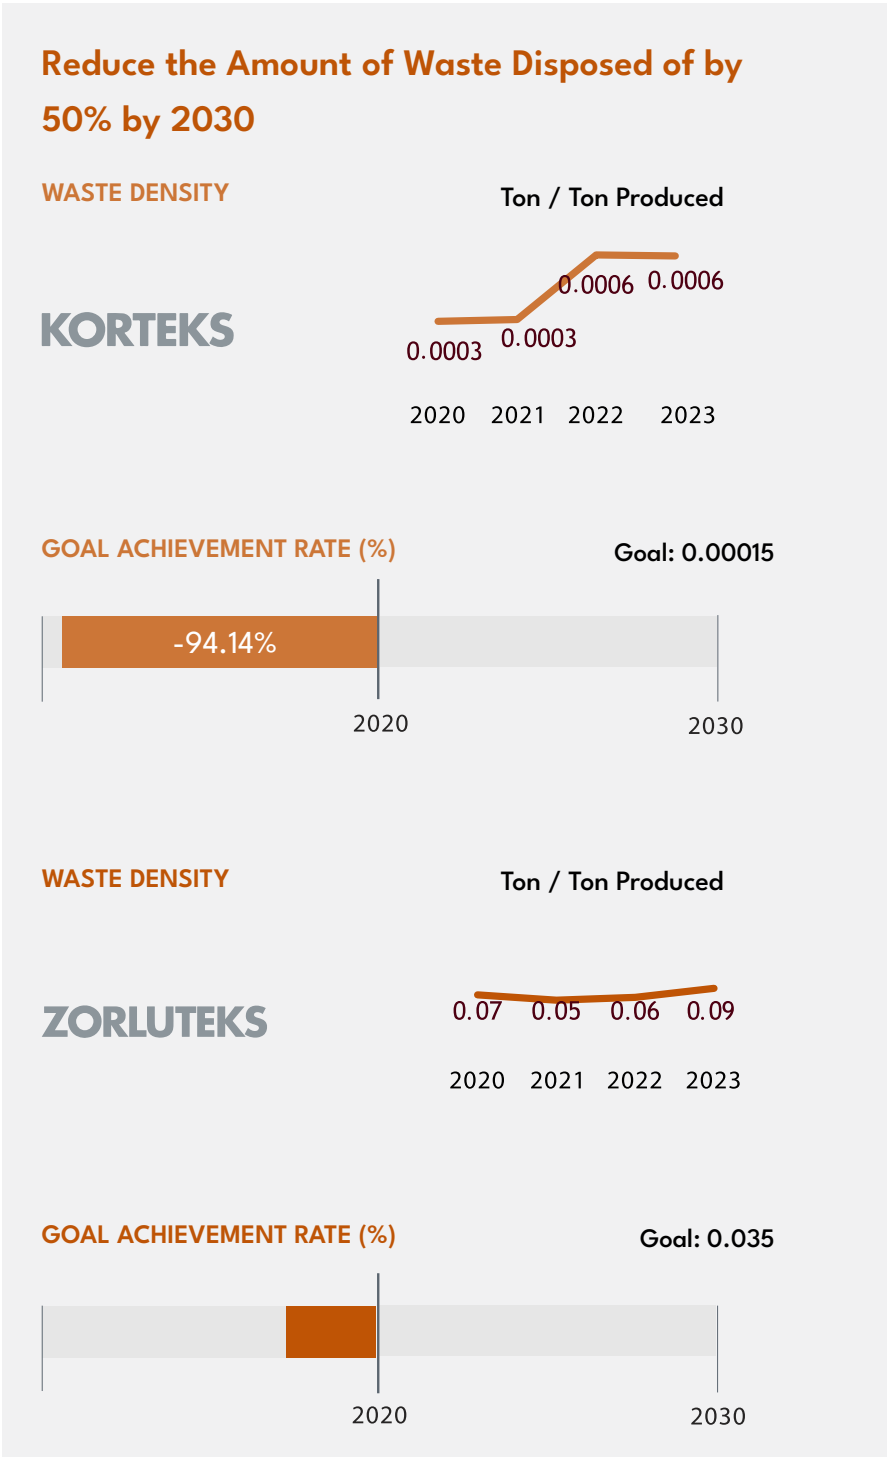 Reduce the Amount of Waste Disposed of by
50% by 2030
WASTE DENSITY
Ton / Ton Produced
KORTEKS
0.0003 0.0003 0.0006 0.0006
2020 2021 2022 2023
GOAL ACHIEVEMENT RATE (%)
Goal: 0.00015
-94.14%
2020
2030
WASTE DENSITY
Ton / Ton Produced
ZORLUTEKS
0.07 0.05 0.06 0.09
2020 2021 2022 2023
GOAL ACHIEVEMENT RATE (%)
Goal: 0.035
2020
2030